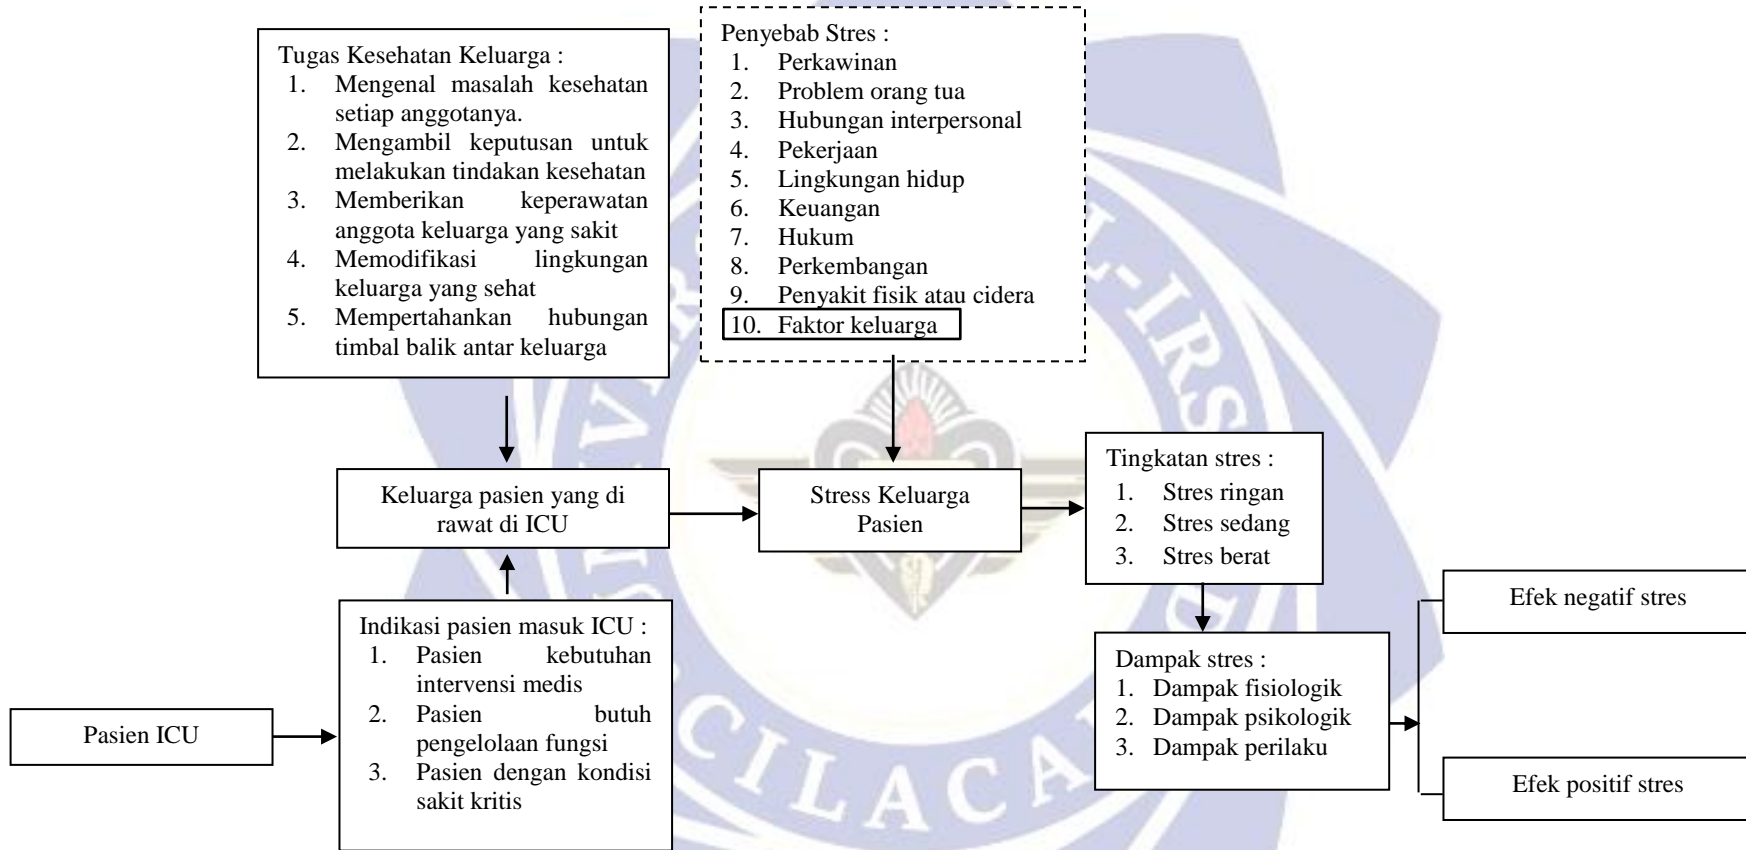 Tugas Kesehatan Keluarga :
1. Mengenal masalah kesehatan
setiap anggotanya.
2. Mengambil keputusan untuk
melakukan tindakan kesehatan
3. Memberikan keperawatan
anggota keluarga yang sakit
4. Memodifikasi lingkungan
keluarga yang sehat
5. Mempertahankan hubungan
timbal balik antar keluarga
Penyebab Stres :
1. Perkawinan
2. Problem orang tua
3. Hubungan interpersonal
4. Pekerjaan
5. Lingkungan hidup
6. Keuangan
7. Hukum
8. Perkembangan
9. Penyakit fisik atau cidera
10. Faktor keluarga
Keluarga pasien yang di
rawat di ICU
Stress Keluarga
Pasien
Tingkatan stres :
1. Stres ringan
2. Stres sedang
3. Stres berat
Pasien ICU
Indikasi pasien masuk ICU :
1. Pasien kebutuhan
intervensi medis
2. Pasien butuh
pengelolaan fungsi
3. Pasien dengan kondisi
sakit kritis
Dampak stres :
1. Dampak fisiologik
2. Dampak psikologik
3. Dampak perilaku
Efek negatif stres
Efek positif stres